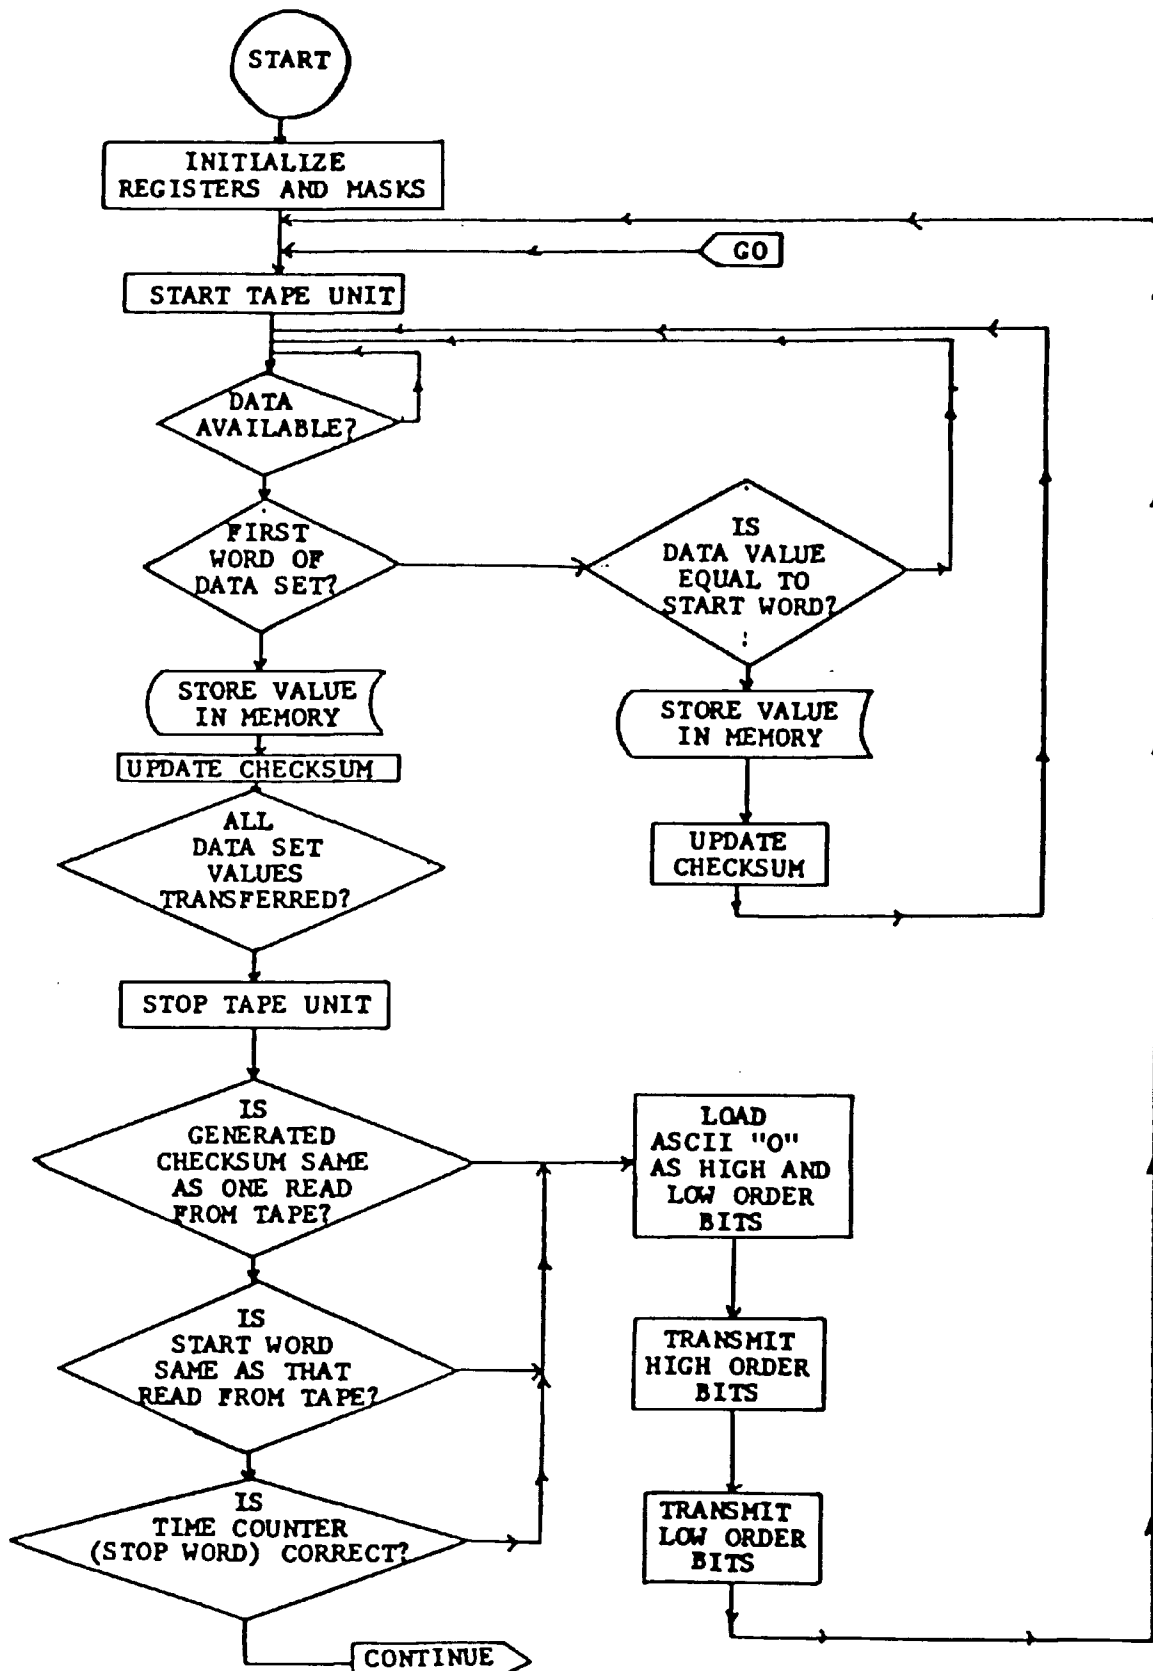 START
INITIALIZE
REGISTERS AND MASKS
GO
START TAPE UNIT
DATA
AVAILABLE?
FIRST
WORD OF
DATA SET?
IS
DATA VALUE
EQUAL TO
START WORD?
STORE VALUE
IN MEMORY
STORE VALUE
IN MEMORY
UPDATE CHECKSUM
ALL
DATA SET
VALUES
TRANSFERRED?
UPDATE
CHECKSUM
STOP TAPE UNIT
IS
GENERATED
CHECKSUM SAME
AS ONE READ
FROM TAPE?
LOAD
ASCII "O"
AS HIGH AND
LOW ORDER
BITS
IS
START WORD
SAME AS THAT
READ FROM TAPE?
TRANSMIT
HIGH ORDER
BITS
IS
TIME COUNTER
(STOP WORD) CORRECT?
TRANSMIT
LOW ORDER
BITS
CONTINUE